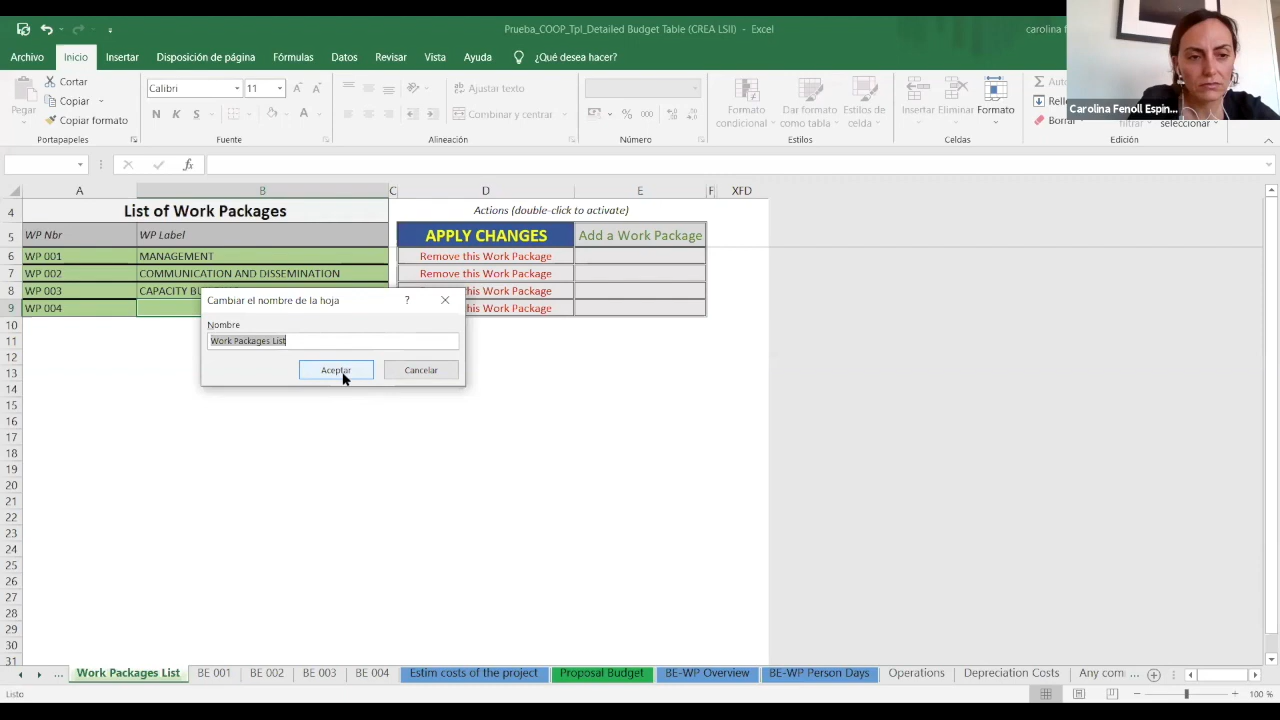 Prueba_COOP_Tpl_Detailed Budget Table (CREA LSII) - Excel
carolina f
Archivo Inicio Insertar Disposición de página Fórmulas Datos Revisar Vista Ayuda ¿Qué desea hacer?
Carolina Fenoll Espin...
Pegar
Cortar
Copiar
Copiar formato
Calibri 11
N K S
Ajustar texto
Combinar y centrar
Formato condicional
Dar formato como tabla
Estilos de celda
Insertar Eliminar Formato
Borrar
seleccionar
Portapapeles Fuente Alineación Número Estilos Celdas Edición
fx
A B C D E F XFD
4 List of Work Packages Actions (double-click to activate)
5 WP Nbr WP Label APPLY CHANGES Add a Work Package
6 WP 001 MANAGEMENT Remove this Work Package
7 WP 002 COMMUNICATION AND DISSEMINATION Remove this Work Package
8 WP 003 CAPACITY Remove this Work Package
9 WP 004 this Work Package
Cambiar el nombre de la hoja ?
Nombre
Work Packages List
Aceptar Cancelar
10
11
12
13
14
15
16
17
18
19
20
21
22
23
24
25
26
27
28
29
30
31
... Work Packages List BE 001 BE 002 BE 003 BE 004 Estim costs of the project Proposal Budget BE-WP Overview BE-WP Person Days Operations Depreciation Costs Any com ...
Listo
100 %